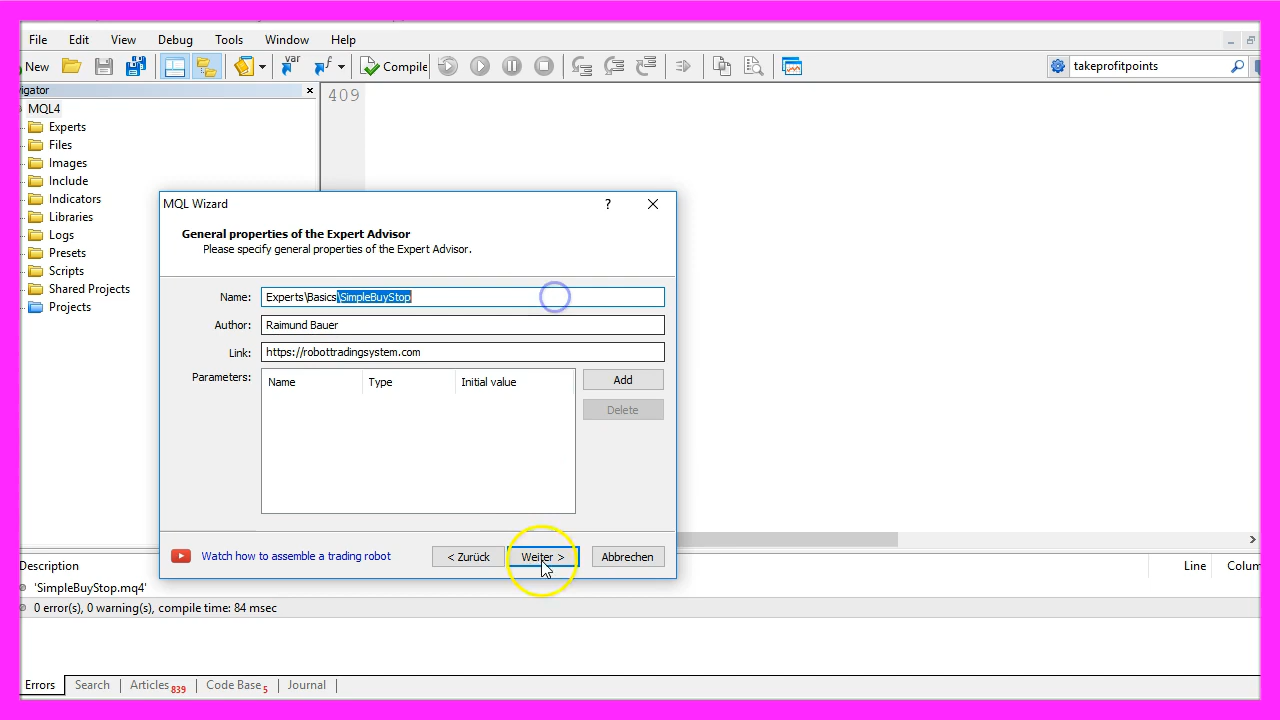 File Edit View Debug Tools Window Help
New Compile takeprofitpoints
vigator
MQL4
409
Experts
Files
Images
Include
Indicators
Libraries
Logs
Presets
Scripts
Shared Projects
Projects
MQL Wizard ?
General properties of the Expert Advisor
Please specify general properties of the Expert Advisor.
Name: Experts\Basics\SimpleBuyStop
Author: Raimund Bauer
Link: https://robottradingsystem.com
Parameters: Name Type Initial value Add
Delete
Watch how to assemble a trading robot < Zurück Weiter > Abbrechen
Description Line Colum
'SimpleBuyStop.mq4'
0 error(s), 0 warning(s), compile time: 84 msec
Errors Search Articles 839 Code Base 5 Journal